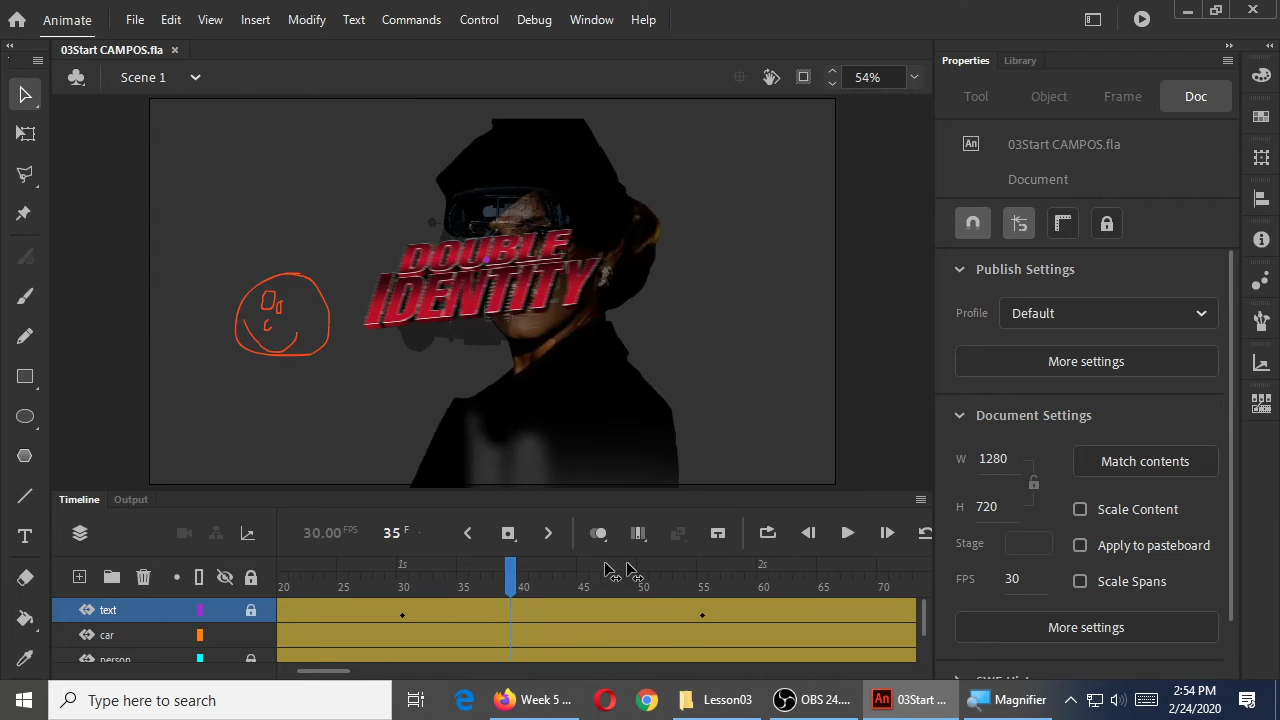 Animate File Edit View Insert Modify Text Commands Control Debug Window Help
03Start CAMPOS.fla Properties Library
Scene 1 54%
Tool Object Frame Doc
An 03Start CAMPOS.fla
Document
DOUBLE
IDENTITY
Publish Settings
Profile Default
More settings
Document Settings
W 1280 Match contents
H 720 Scale Content
Stage Apply to pasteboard
FPS 30 Scale Spans
More settings
Timeline Output
30.00 FPS 35 F
1s 2s
20 25 30 35 40 45 50 55 60 65 70
text
car
person
Type here to search
Week 5 ... Lesson03 OBS 24.... An 03Start ... Magnifier
2:54 PM
2/24/2020